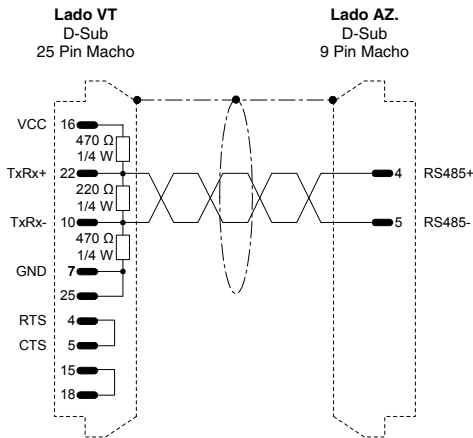 Lado VT
D-Sub
25 Pin Macho
Lado AZ.
D-Sub
9 Pin Macho
VCC 16
470 Ω
1/4 W
TxRx+ 22
4 RS485+
220 Ω
1/4 W
TxRx- 10
5 RS485-
470 Ω
1/4 W
GND 7
25
RTS 4
CTS 5
15
18